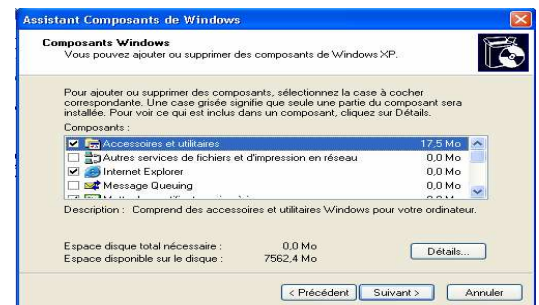 Assistant Composants de Windows
Composants Windows
Vous pouvez ajouter ou supprimer des composants de Windows XP.
Pour ajouter ou supprimer des composants, sélectionnez la case à cocher
correspondante. Une case grisée signifie que seule une partie du composant sera
installée. Pour voir ce qui est inclus dans un composant, cliquez sur Détails.
Composants :
Accessoires et utilitaires 17,5 Mo
Autres services de fichiers et d'impression en réseau 0,0 Mo
Internet Explorer 0,0 Mo
Message Queuing 0,0 Mo
Description : Comprend des accessoires et utilitaires Windows pour votre ordinateur.
Espace disque total nécessaire : 0,0 Mo
Espace disponible sur le disque : 7562,4 Mo
Détails...
< Précédent Suivant > Annuler